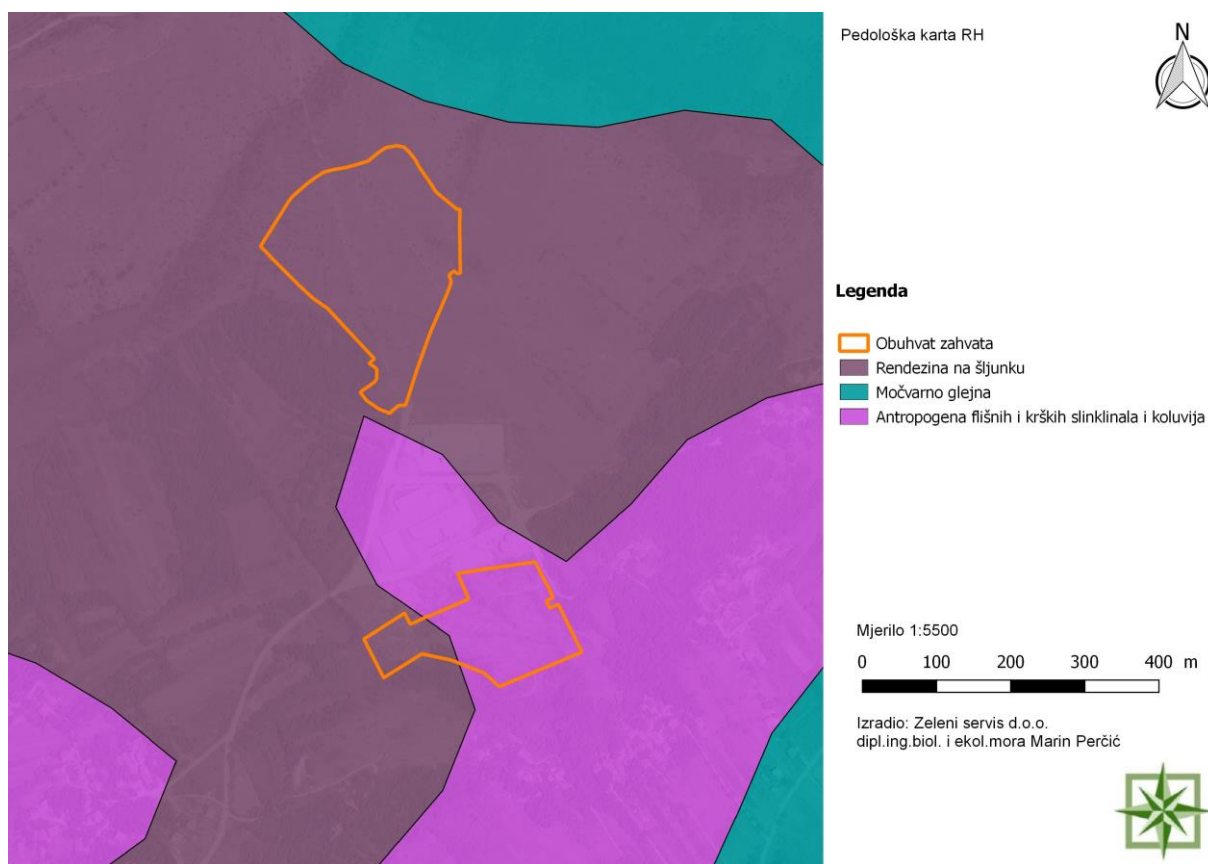 Pedološka karta RH
N
Legenda
Obuhvat zahvata
Rendezina na šljunku
Močvarno glejna
Antropogena flišnih i krških slinklinala i koluvija
Mjerilo 1:5500
0 100 200 300 400 m
Izradio: Zeleni servis d.o.o.
dipl.ing.biol. i ekol.mora Marin Perčić